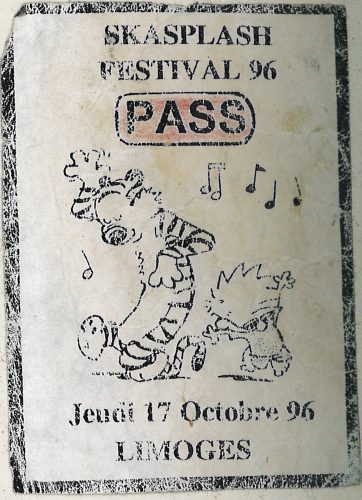 SKASPLASH
FESTIVAL 96
PASS
Jeudi 17 Octobre 96
LIMOGES